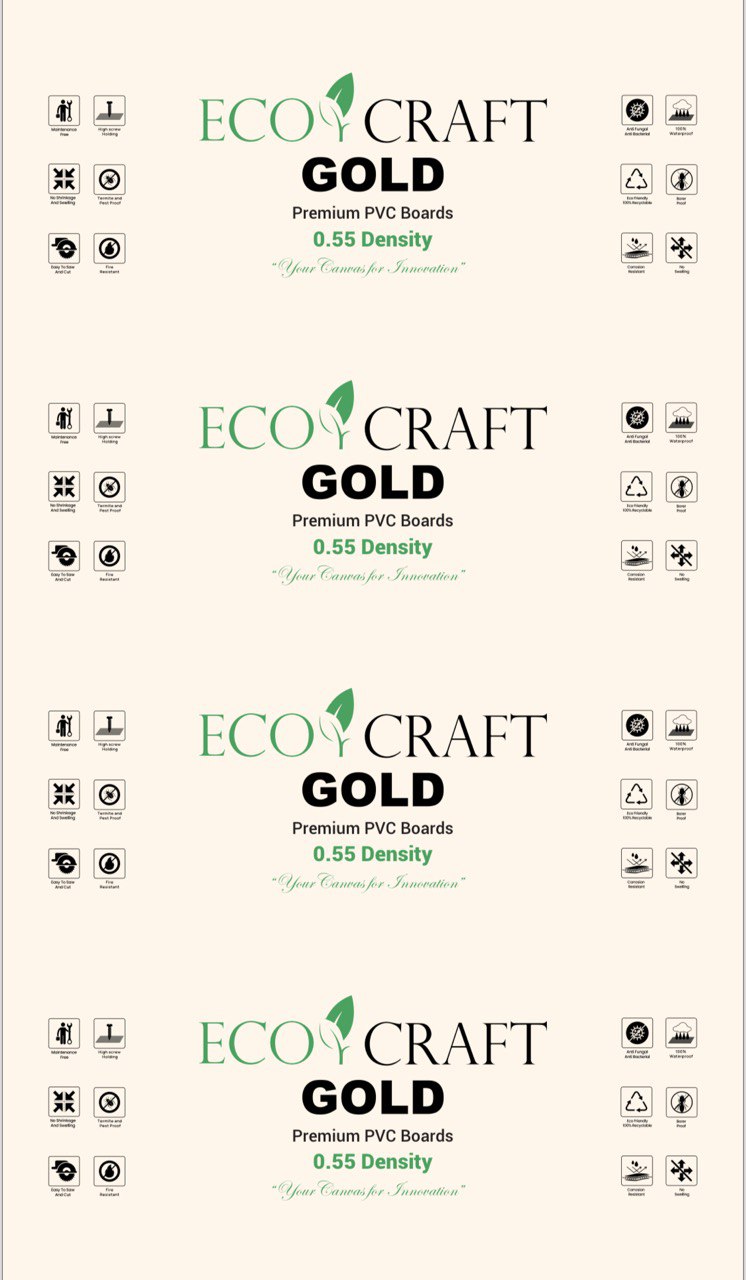 ECO CRAFT
GOLD
Premium PVC Boards
0.55 Density
"Your Canvas for Innovation"
Maintenance
Free
High screw
Holding
No Shrinkage
And Swelling
Termite and
Pest Proof
Easy To Saw
And Cut
Fire
Resistant
Anti Fungal
Anti Bacterial
100%
Waterproof
Eco Friendly
100% Recyclable
Borer
Proof
Corrosion
Resistant
No
Swelling
ECO CRAFT
GOLD
Premium PVC Boards
0.55 Density
"Your Canvas for Innovation"
Maintenance
Free
High screw
Holding
No Shrinkage
And Swelling
Termite and
Pest Proof
Easy To Saw
And Cut
Fire
Resistant
Anti Fungal
Anti Bacterial
100%
Waterproof
Eco Friendly
100% Recyclable
Borer
Proof
Corrosion
Resistant
No
Swelling
ECO CRAFT
GOLD
Premium PVC Boards
0.55 Density
"Your Canvas for Innovation"
Maintenance
Free
High screw
Holding
No Shrinkage
And Swelling
Termite and
Pest Proof
Easy To Saw
And Cut
Fire
Resistant
Anti Fungal
Anti Bacterial
100%
Waterproof
Eco Friendly
100% Recyclable
Borer
Proof
Corrosion
Resistant
No
Swelling
ECO CRAFT
GOLD
Premium PVC Boards
0.55 Density
"Your Canvas for Innovation"
Maintenance
Free
High screw
Holding
No Shrinkage
And Swelling
Termite and
Pest Proof
Easy To Saw
And Cut
Fire
Resistant
Anti Fungal
Anti Bacterial
100%
Waterproof
Eco Friendly
100% Recyclable
Borer
Proof
Corrosion
Resistant
No
Swelling